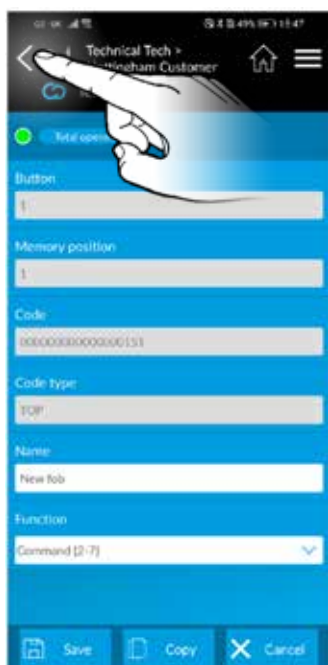 Technical Tech >
Nottingham Customer
Total open
Button
1
Memory position
1
Code
Code type
TOP
Name
New fob
Function
Command (2-7)
Save
Copy
Cancel